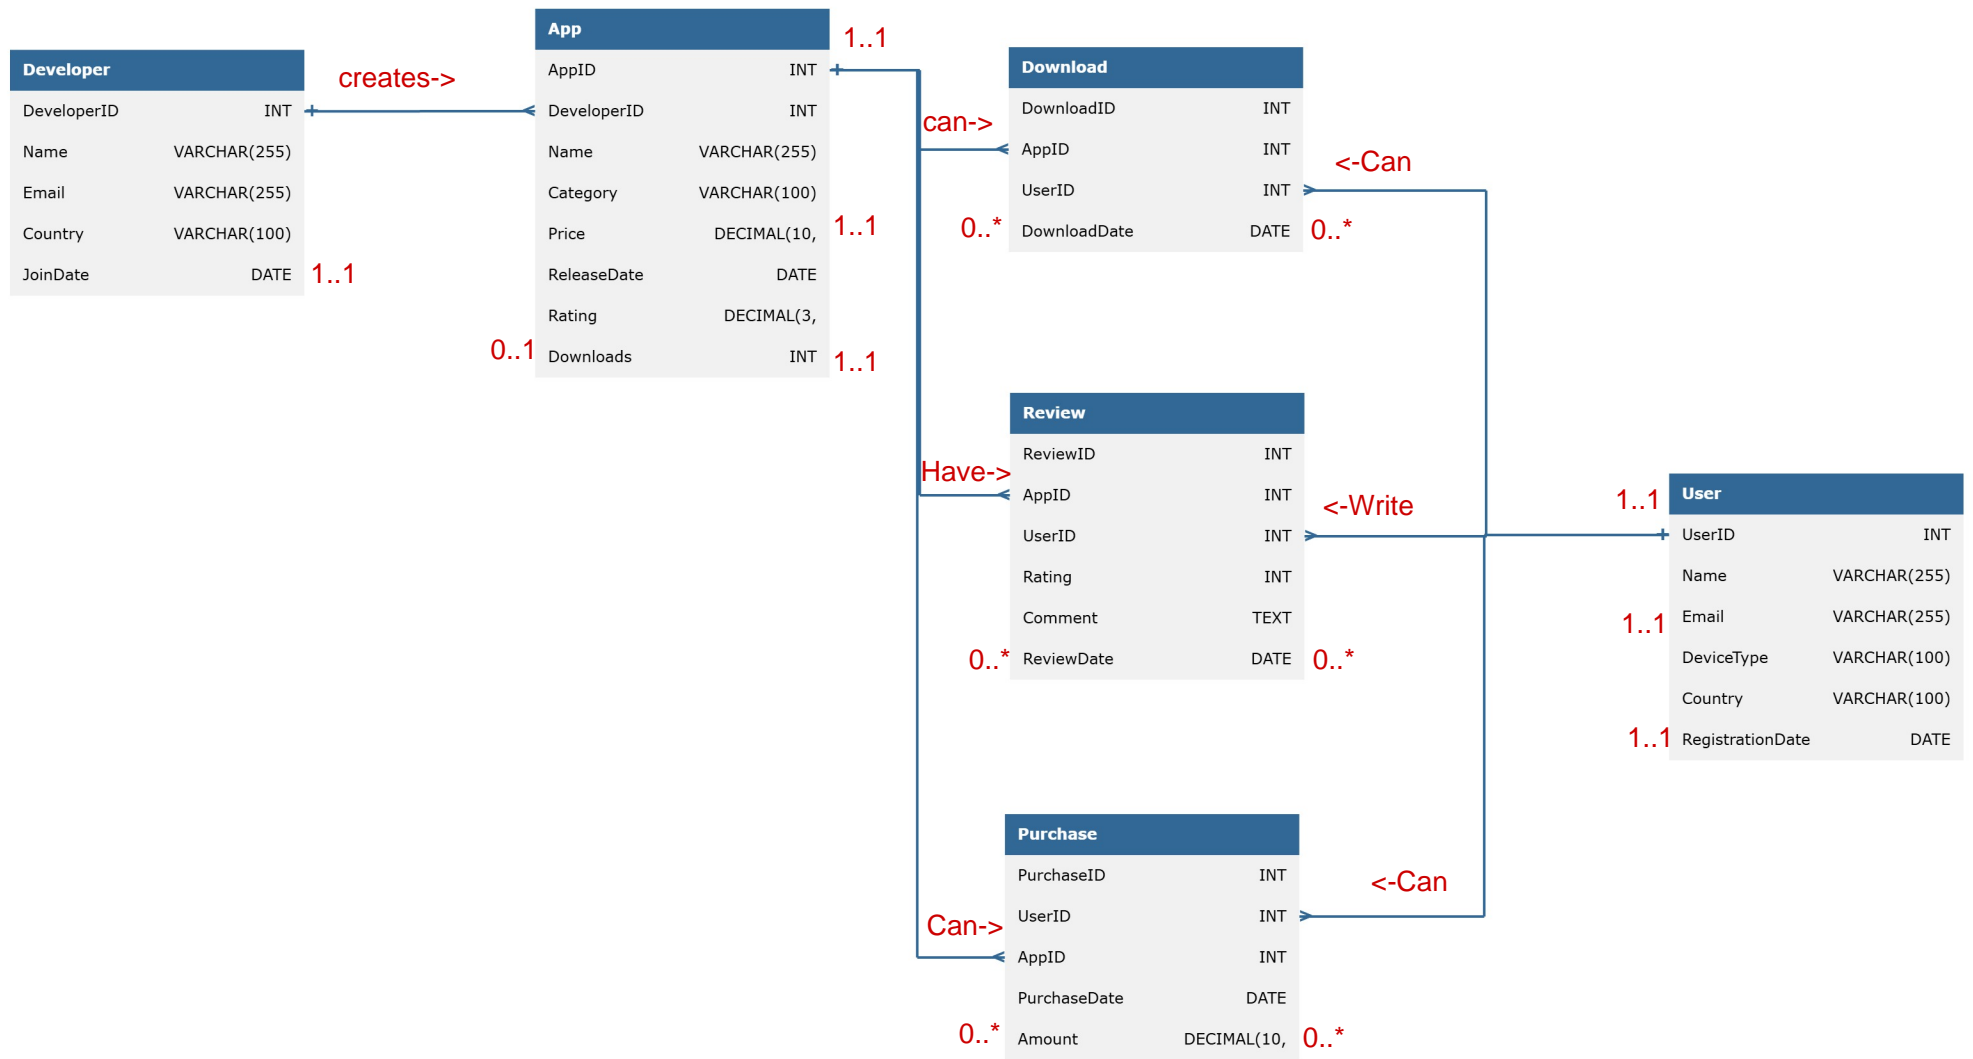 Developer
DeveloperID INT
Name VARCHAR(255)
Email VARCHAR(255)
Country VARCHAR(100)
JoinDate DATE
1..1
creates->
App
AppID INT
DeveloperID INT
Name VARCHAR(255)
Category VARCHAR(100)
Price DECIMAL(10,
ReleaseDate DATE
Rating DECIMAL(3,
Downloads INT
0..1
1..1
1..1
1..1
can->
Download
DownloadID INT
AppID INT
UserID INT
DownloadDate DATE
0..*
0..*
<-Can
Have->
Review
ReviewID INT
AppID INT
UserID INT
Rating INT
Comment TEXT
ReviewDate DATE
0..*
0..*
<-Write
1..1
User
UserID INT
Name VARCHAR(255)
Email VARCHAR(255)
DeviceType VARCHAR(100)
Country VARCHAR(100)
RegistrationDate DATE
1..1
1..1
Can->
Purchase
PurchaseID INT
UserID INT
AppID INT
PurchaseDate DATE
Amount DECIMAL(10,
0..*
0..*
<-Can